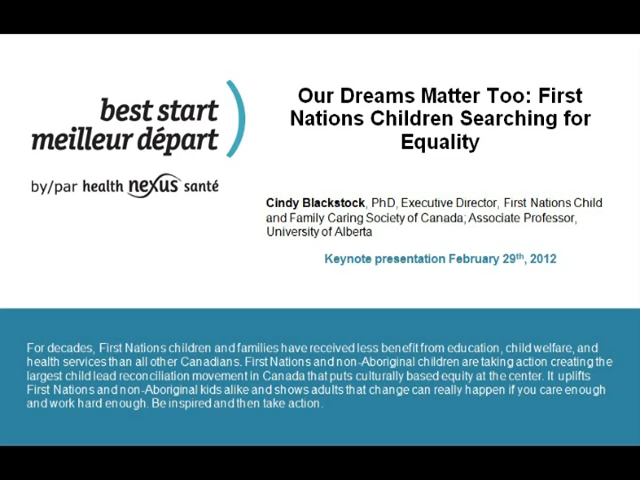 best start
meilleur départ
by/par health nexus santé
Our Dreams Matter Too: First
Nations Children Searching for
Equality
Cindy Blackstock, PhD, Executive Director, First Nations Child
and Family Caring Society of Canada; Associate Professor,
University of Alberta
Keynote presentation February 29th, 2012
For decades, First Nations children and families have received less benefit from education, child welfare, and
health services than all other Canadians. First Nations and non-Aboriginal children are taking action creating the
largest child lead reconciliation movement in Canada that puts culturally based equity at the center. It uplifts
First Nations and non-Aboriginal kids alike and shows adults that change can really happen if you care enough
and work hard enough. Be inspired and then take action.